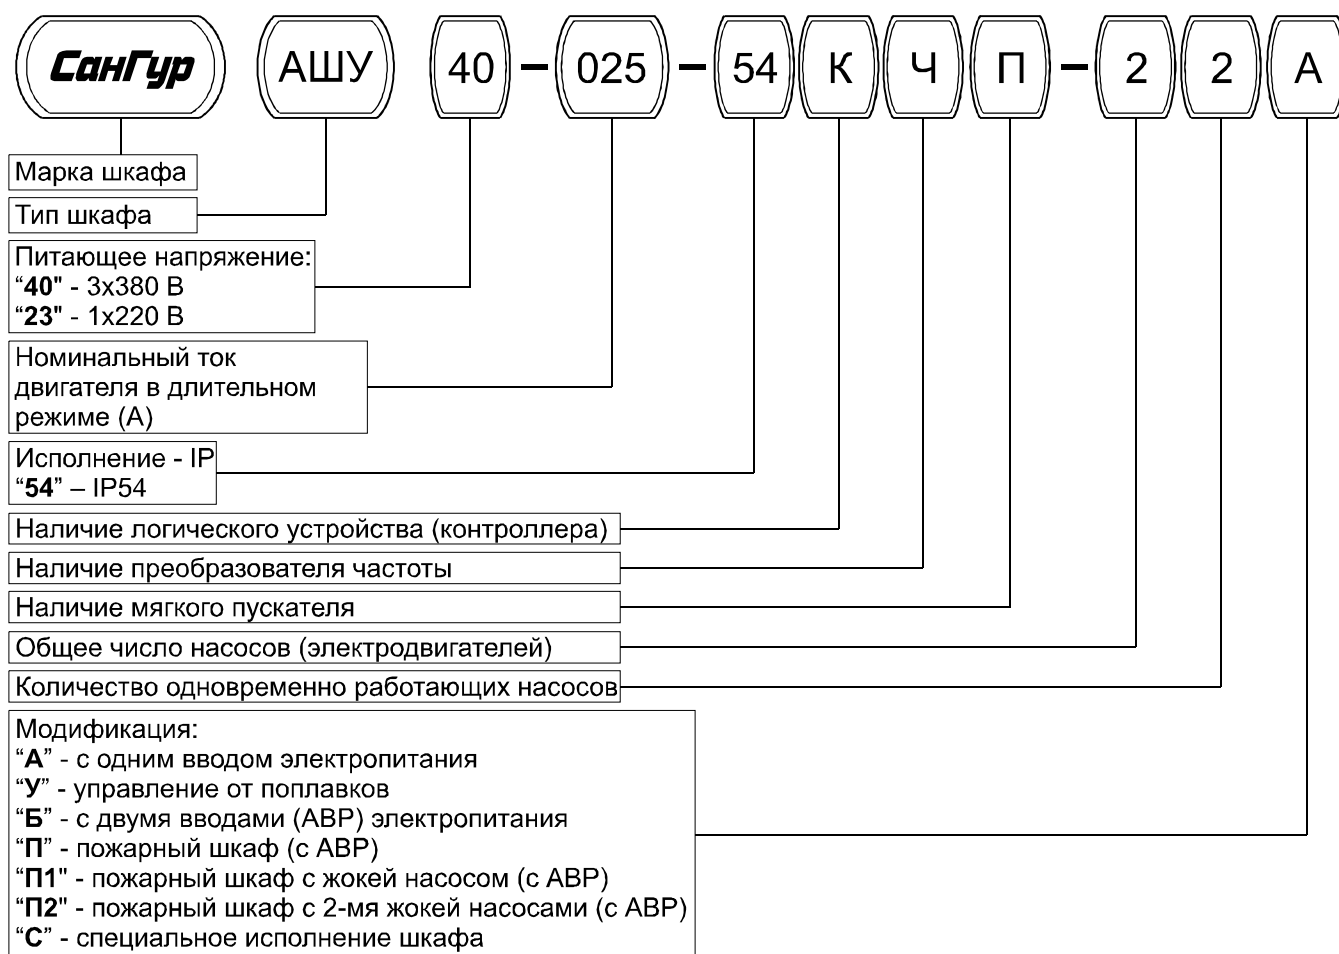 СанГур АШУ 40 – 025 – 54 К Ч П – 2 2 А
Марка шкафа
Тип шкафа
Питающее напряжение:
“40" - 3x380 В
“23" - 1x220 В
Номинальный ток
двигателя в длительном
режиме (А)
Исполнение - IP
“54” – IP54
Наличие логического устройства (контроллера)
Наличие преобразователя частоты
Наличие мягкого пускателя
Общее число насосов (электродвигателей)
Количество одновременно работающих насосов
Модификация:
“А” - с одним вводом электропитания
“У” - управление от поплавков
“Б” - с двумя вводами (АВР) электропитания
“П” - пожарный шкаф (с АВР)
“П1" - пожарный шкаф с жокей насосом (с АВР)
“П2" - пожарный шкаф с 2-мя жокей насосами (с АВР)
“С” - специальное исполнение шкафа